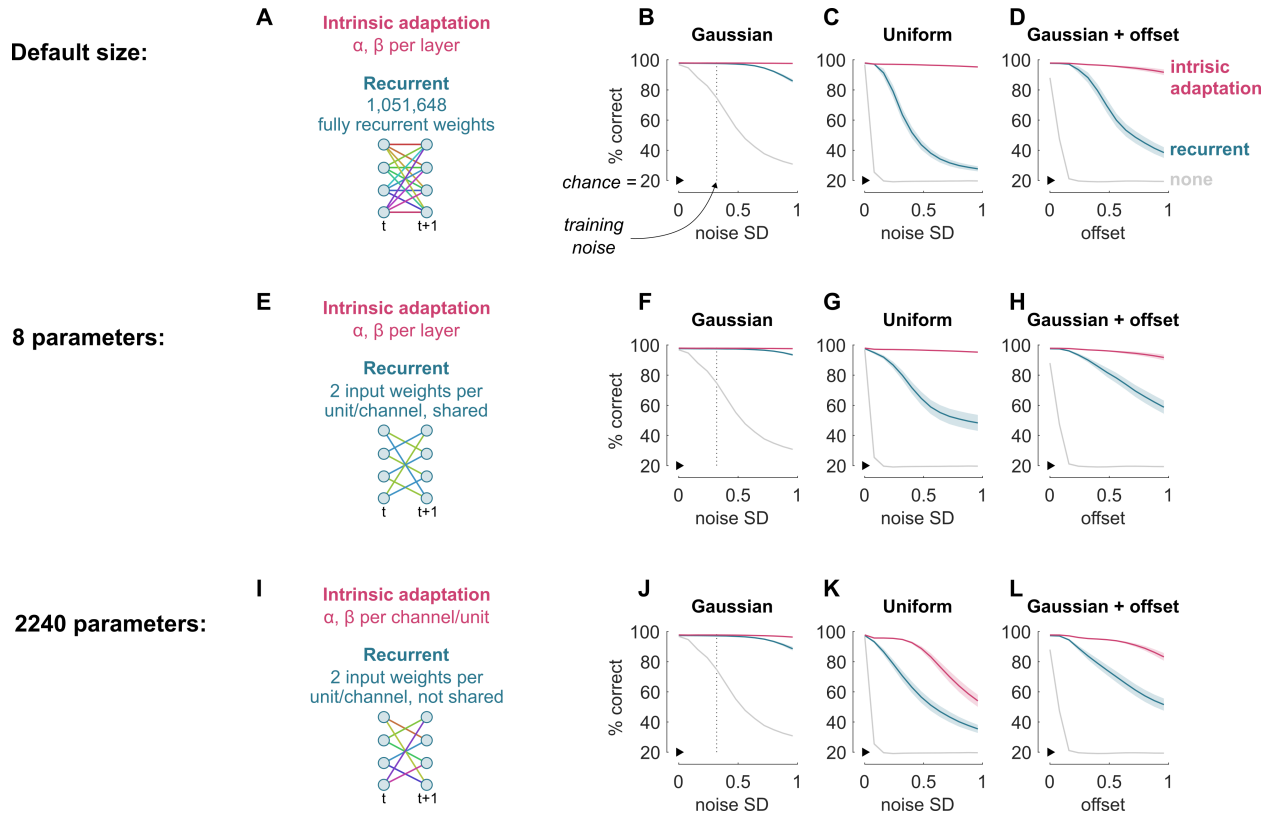 Default size:
A
Intrinsic adaptation
α, β per layer
Recurrent
1,051,648
fully recurrent weights
t t+1
B
Gaussian
% correct
100
80
60
40
chance = 20
training
noise
0 0.5 1
noise SD
C
Uniform
100
80
60
40
20
0 0.5 1
noise SD
D
Gaussian + offset
100
80
60
40
20
0 0.5 1
offset
intrisic
adaptation
recurrent
none
8 parameters:
E
Intrinsic adaptation
α, β per layer
Recurrent
2 input weights per
unit/channel, shared
t t+1
F
Gaussian
% correct
100
80
60
40
20
0 0.5 1
noise SD
G
Uniform
100
80
60
40
20
0 0.5 1
noise SD
H
Gaussian + offset
100
80
60
40
20
0 0.5 1
offset
2240 parameters:
I
Intrinsic adaptation
α, β per channel/unit
Recurrent
2 input weights per
unit/channel, not shared
t t+1
J
Gaussian
% correct
100
80
60
40
20
0 0.5 1
noise SD
K
Uniform
100
80
60
40
20
0 0.5 1
noise SD
L
Gaussian + offset
100
80
60
40
20
0 0.5 1
offset